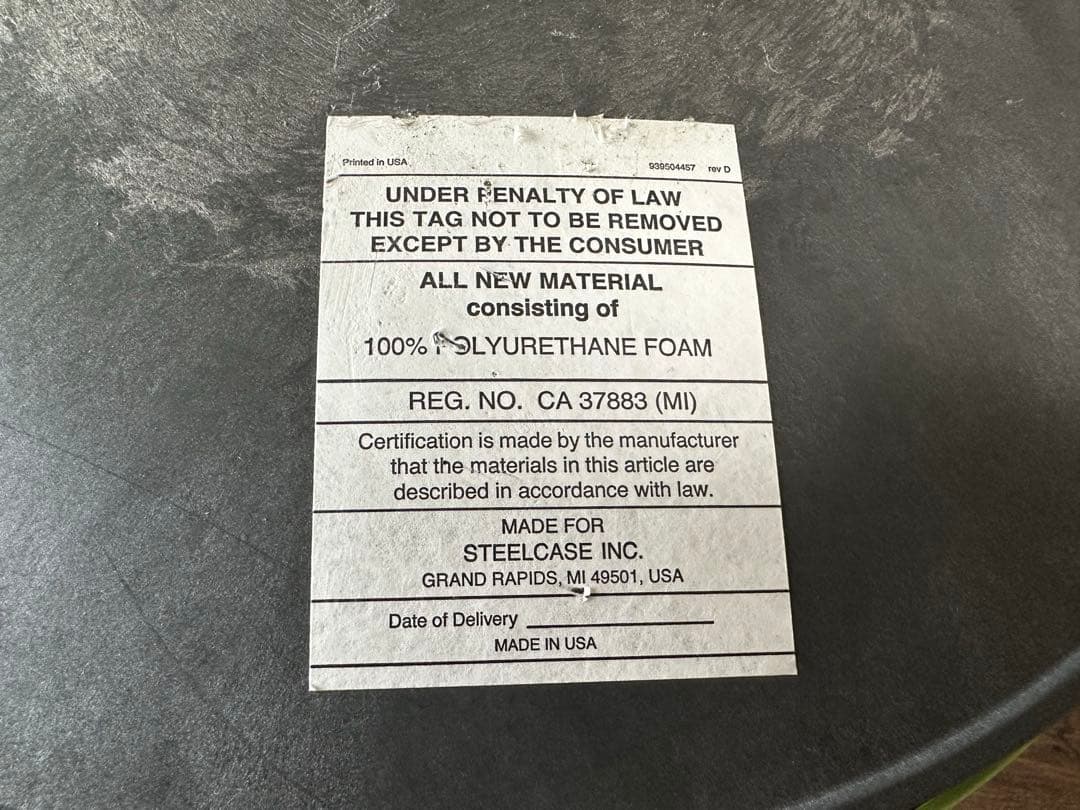 Printed in USA
939504457 rev D
UNDER PENALTY OF LAW
THIS TAG NOT TO BE REMOVED
EXCEPT BY THE CONSUMER
ALL NEW MATERIAL
consisting of
100% POLYURETHANE FOAM
REG. NO. CA 37883 (MI)
Certification is made by the manufacturer
that the materials in this article are
described in accordance with law.
MADE FOR
STEELCASE INC.
GRAND RAPIDS, MI 49501, USA
Date of Delivery
MADE IN USA